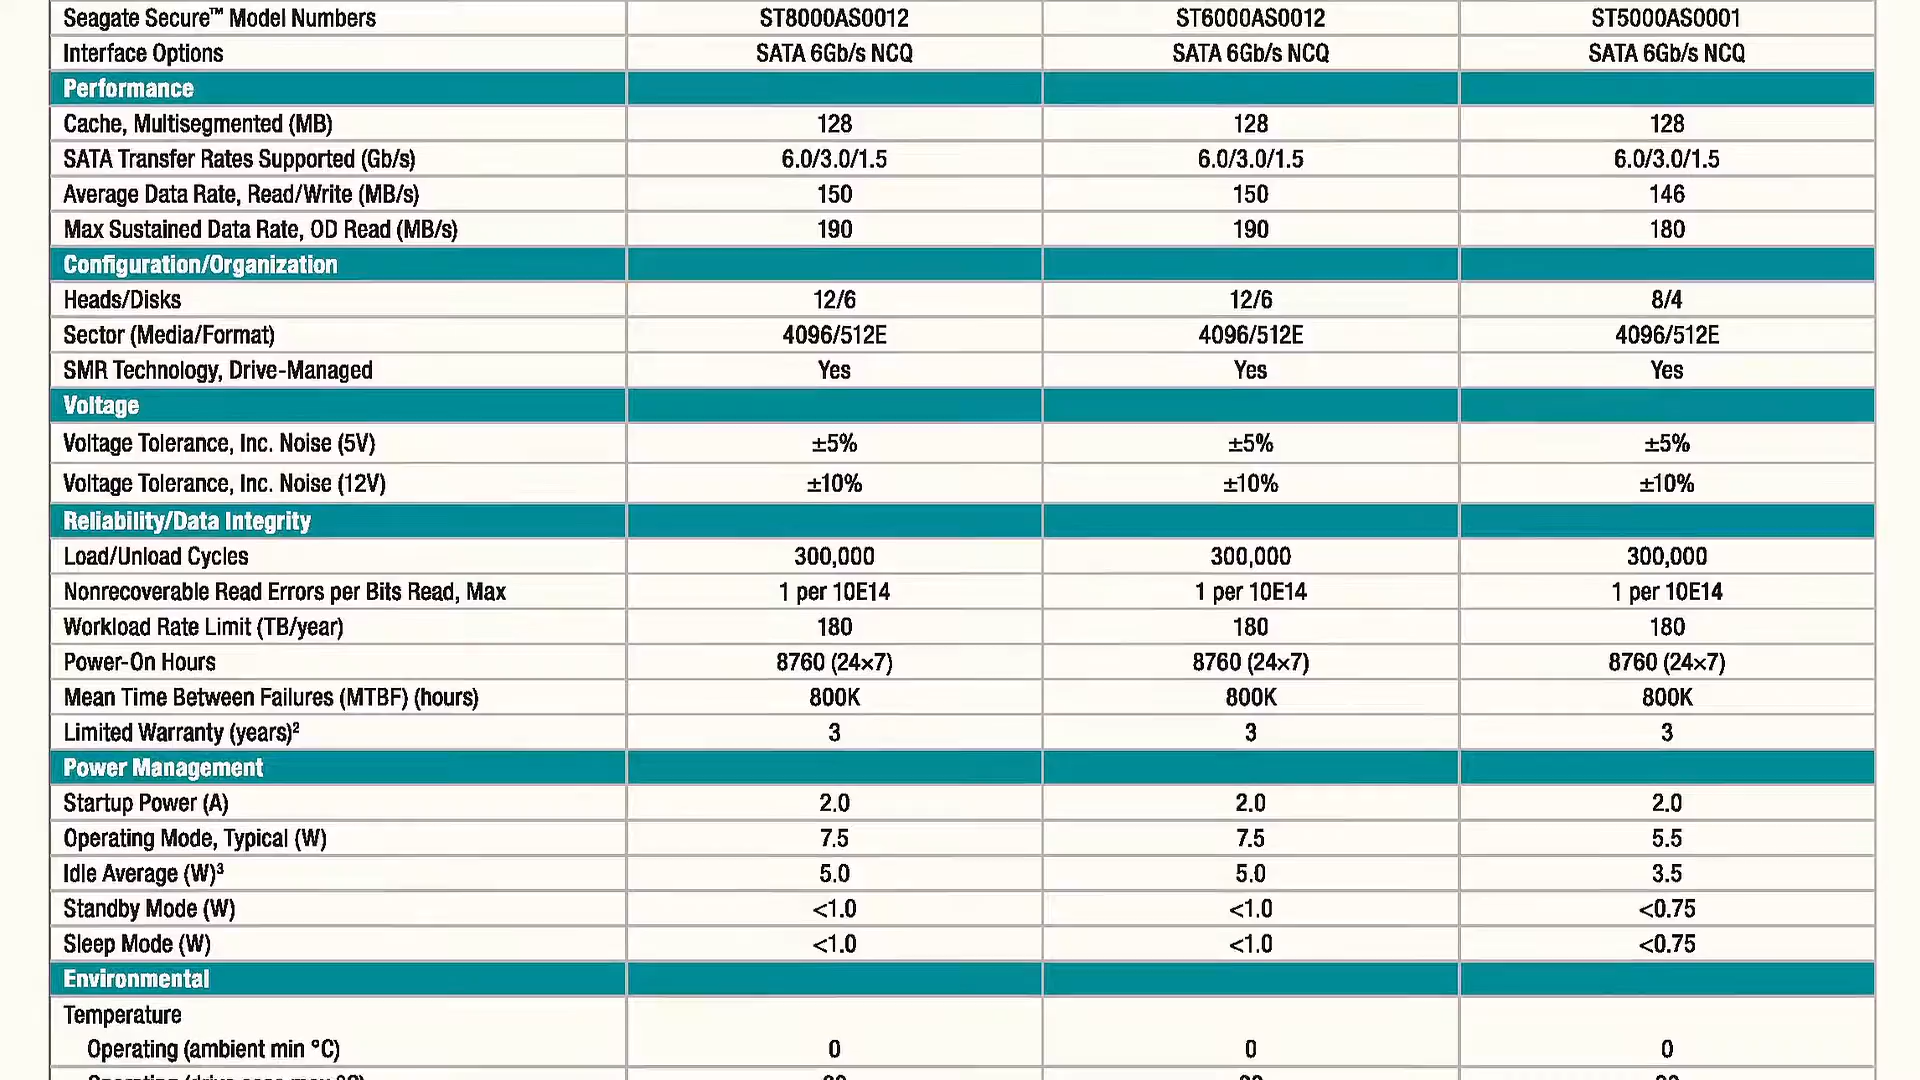 Seagate Secure™ Model Numbers ST8000AS0012 ST6000AS0012 ST5000AS0001
Interface Options SATA 6Gb/s NCQ SATA 6Gb/s NCQ SATA 6Gb/s NCQ
Performance
Cache, Multisegmented (MB) 128 128 128
SATA Transfer Rates Supported (Gb/s) 6.0/3.0/1.5 6.0/3.0/1.5 6.0/3.0/1.5
Average Data Rate, Read/Write (MB/s) 150 150 146
Max Sustained Data Rate, OD Read (MB/s) 190 190 180
Configuration/Organization
Heads/Disks 12/6 12/6 8/4
Sector (Media/Format) 4096/512E 4096/512E 4096/512E
SMR Technology, Drive-Managed Yes Yes Yes
Voltage
Voltage Tolerance, Inc. Noise (5V) ±5% ±5% ±5%
Voltage Tolerance, Inc. Noise (12V) ±10% ±10% ±10%
Reliability/Data Integrity
Load/Unload Cycles 300,000 300,000 300,000
Nonrecoverable Read Errors per Bits Read, Max 1 per 10E14 1 per 10E14 1 per 10E14
Workload Rate Limit (TB/year) 180 180 180
Power-On Hours 8760 (24×7) 8760 (24×7) 8760 (24×7)
Mean Time Between Failures (MTBF) (hours) 800K 800K 800K
Limited Warranty (years)² 3 3 3
Power Management
Startup Power (A) 2.0 2.0 2.0
Operating Mode, Typical (W) 7.5 7.5 5.5
Idle Average (W)³ 5.0 5.0 3.5
Standby Mode (W) <1.0 <1.0 <0.75
Sleep Mode (W) <1.0 <1.0 <0.75
Environmental
Temperature
Operating (ambient min °C) 0 0 0